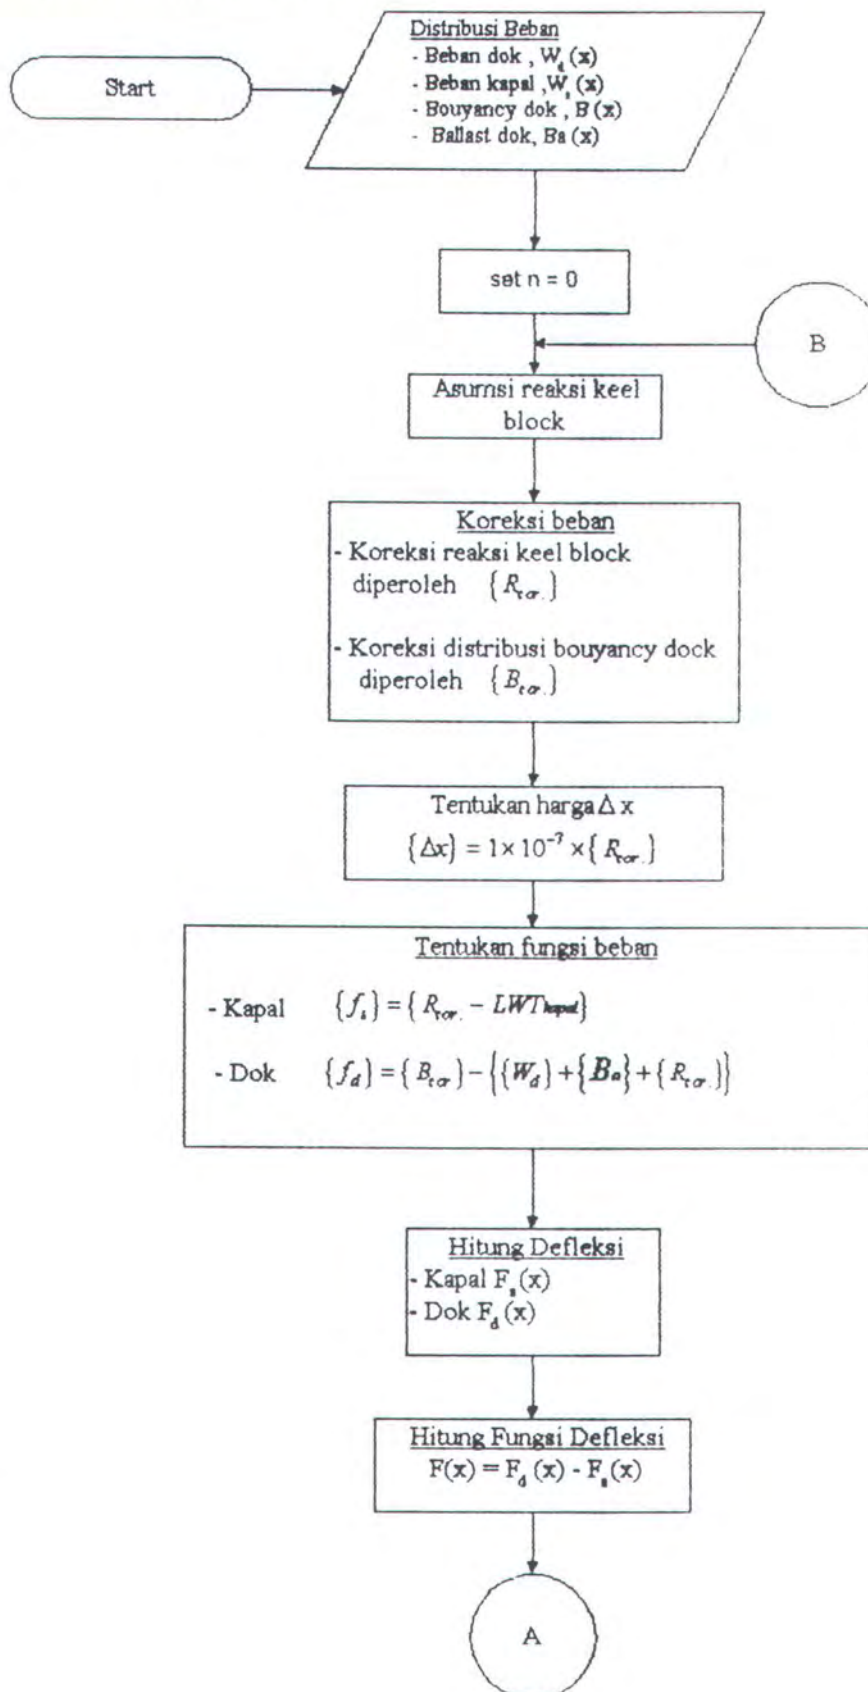 Start
Distribusi Beban
- Beban dok , W_d (x)
- Beban kapal ,W_s (x)
- Bouyancy dok , B (x)
- Ballast dok, Ba (x)
set n = 0
B
Asumsi reaksi keel
block
Koreksi beban
- Koreksi reaksi keel block
diperoleh { R_cor. }
- Koreksi distribusi bouyancy dock
diperoleh { B_cor. }
Tentukan harga Δ x
{Δx} = 1 × 10⁻⁷ × { R_cor. }
Tentukan fungsi beban
- Kapal {f_s} = { R_cor. - LWT_kapal }
- Dok {f_d} = { B_cor } - {{W_d} + {B_a} + { R_cor. }}
Hitung Defleksi
- Kapal F_s (x)
- Dok F_d (x)
Hitung Fungsi Defleksi
F(x) = F_d (x) - F_s (x)
A